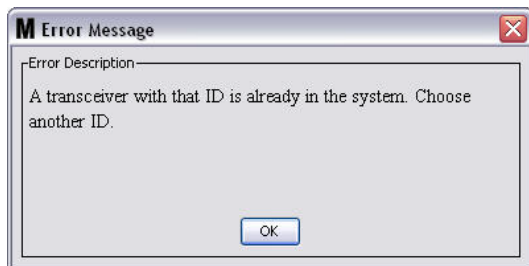 M Error Message
Error Description
A transceiver with that ID is already in the system. Choose
another ID.
OK